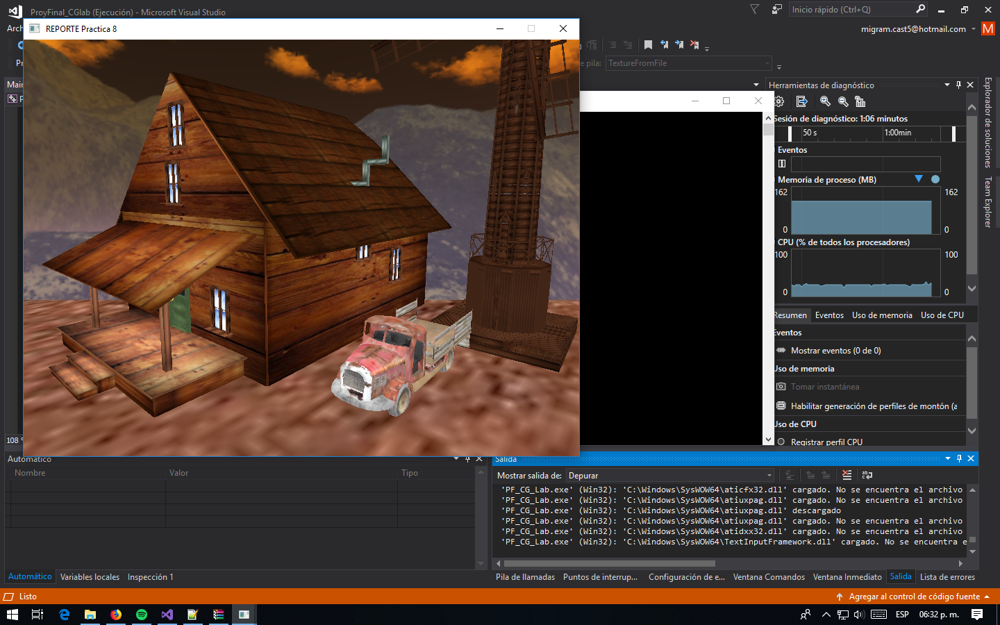 ProyFinal_CGlab (Ejecución) - Microsoft Visual Studio
Inicio rápido (Ctrl+Q)
Arch
REPORTE Practica 8
migram.cast5@hotmail.com
M
e pila:
TextureFromFile
Main
Herramientas de diagnóstico
Sesión de diagnóstico: 1:06 minutos
50 s
1:00min
Eventos
Memoria de proceso (MB)
162
162
0
0
CPU (% de todos los procesadores)
100
100
0
0
Resumen
Eventos
Uso de memoria
Uso de CPU
Eventos
Mostrar eventos (0 de 0)
Uso de memoria
Tomar instantánea
Habilitar generación de perfiles de montón (a
Uso de CPU
Registrar perfil CPU
Explorador de soluciones
Team Explorer
108 %
Automático
Nombre
Valor
Tipo
Automático
Variables locales
Inspección 1
Salida
Mostrar salida de:
Depurar
'PF_CG_Lab.exe' (Win32): 'C:\Windows\SysWOW64\aticfx32.dll' cargado. No se encuentra el archivo
'PF_CG_Lab.exe' (Win32): 'C:\Windows\SysWOW64\atiuxpag.dll' cargado. No se encuentra el archivo
'PF_CG_Lab.exe' (Win32): 'C:\Windows\SysWOW64\atiuxpag.dll' descargado
'PF_CG_Lab.exe' (Win32): 'C:\Windows\SysWOW64\atiuxpag.dll' cargado. No se encuentra el archivo
'PF_CG_Lab.exe' (Win32): 'C:\Windows\SysWOW64\atidxx32.dll' cargado. No se encuentra el archivo
'PF_CG_Lab.exe' (Win32): 'C:\Windows\SysWOW64\TextInputFramework.dll' cargado. No se encuentra e
Pila de llamadas
Puntos de interrup...
Configuración de e...
Ventana Comandos
Ventana Inmediato
Salida
Lista de errores
Listo
Agregar al control de código fuente
ESP
06:32 p. m.